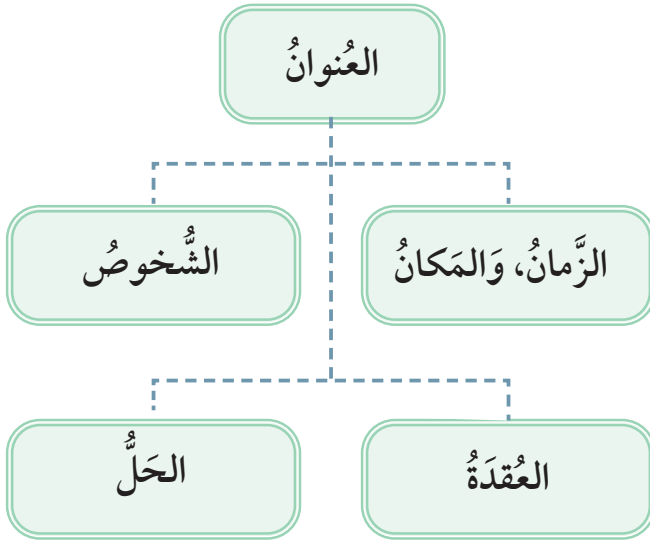 العُنوانُ
الزَّمانُ، وَالمَكانُ
الشُّخوصُ
العُقدَةُ
الحَلُّ